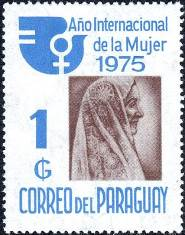 Año Internacional
de la Mujer
1975
1
₲
CORREO DEL PARAGUAY